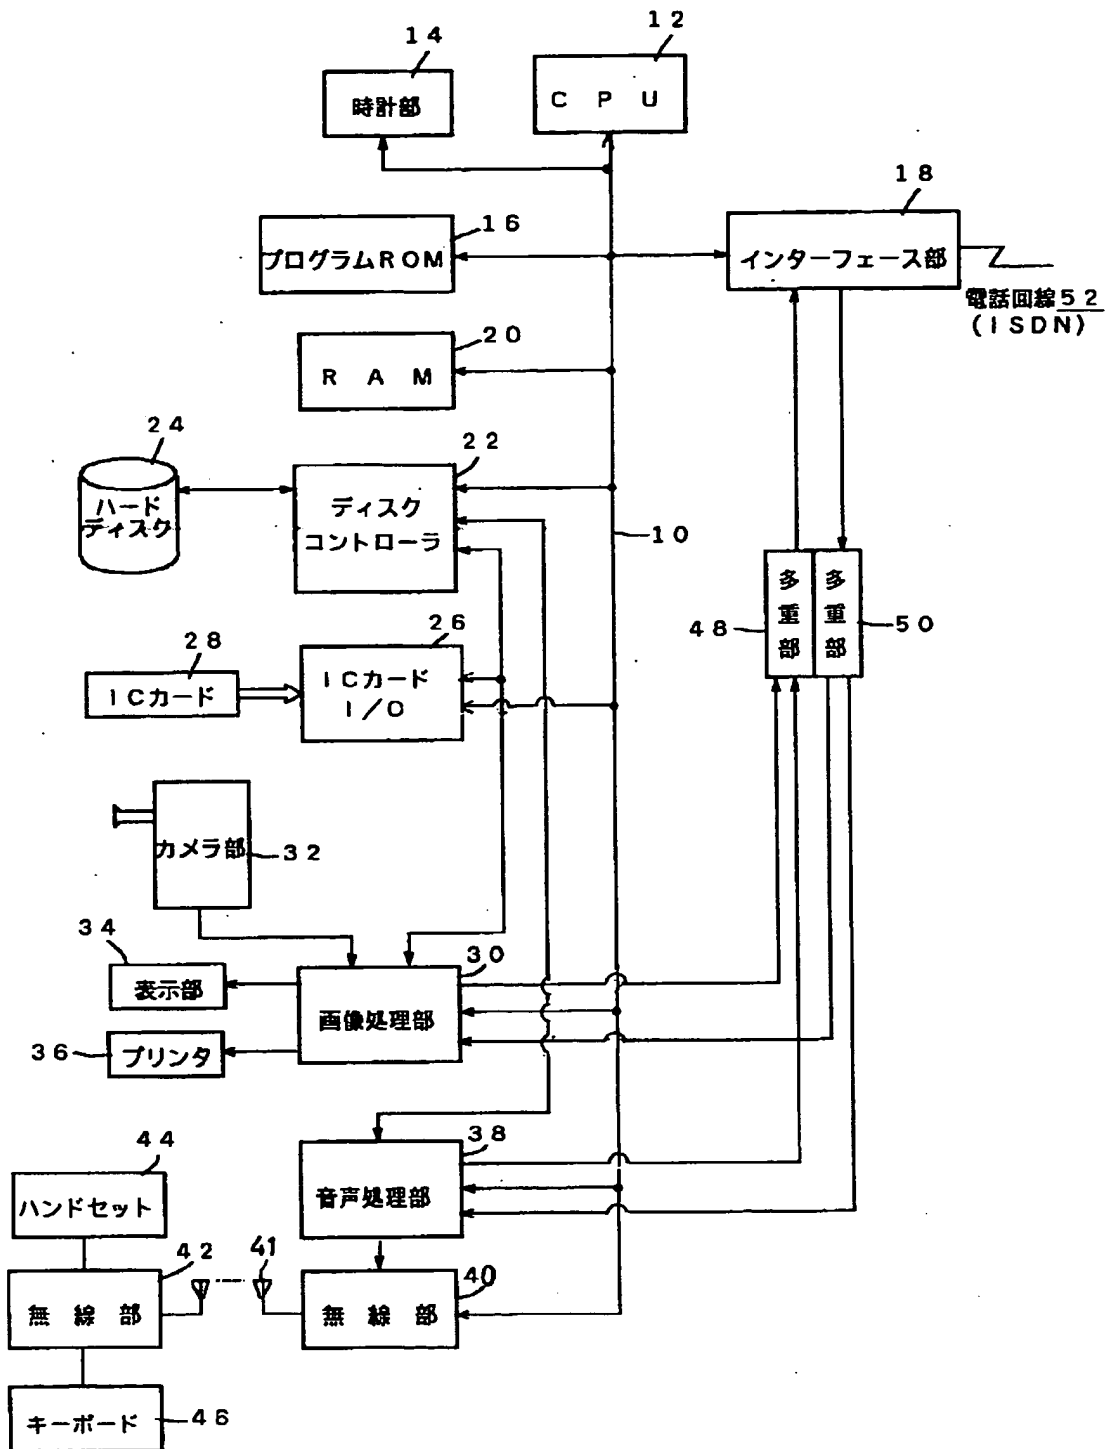 14
12
時計部
CPU
16
18
プログラムROM
インターフェース部
電話回線52
(ISDN)
20
RAM
24
22
ハード
ディスク
ディスク
コントローラ
10
多重部
多重部
48
50
28
26
ICカード
ICカード
I/O
カメラ部
32
34
30
表示部
画像処理部
36
プリンタ
44
38
ハンドセット
音声処理部
42
41
40
無線部
無線部
キーボード
46